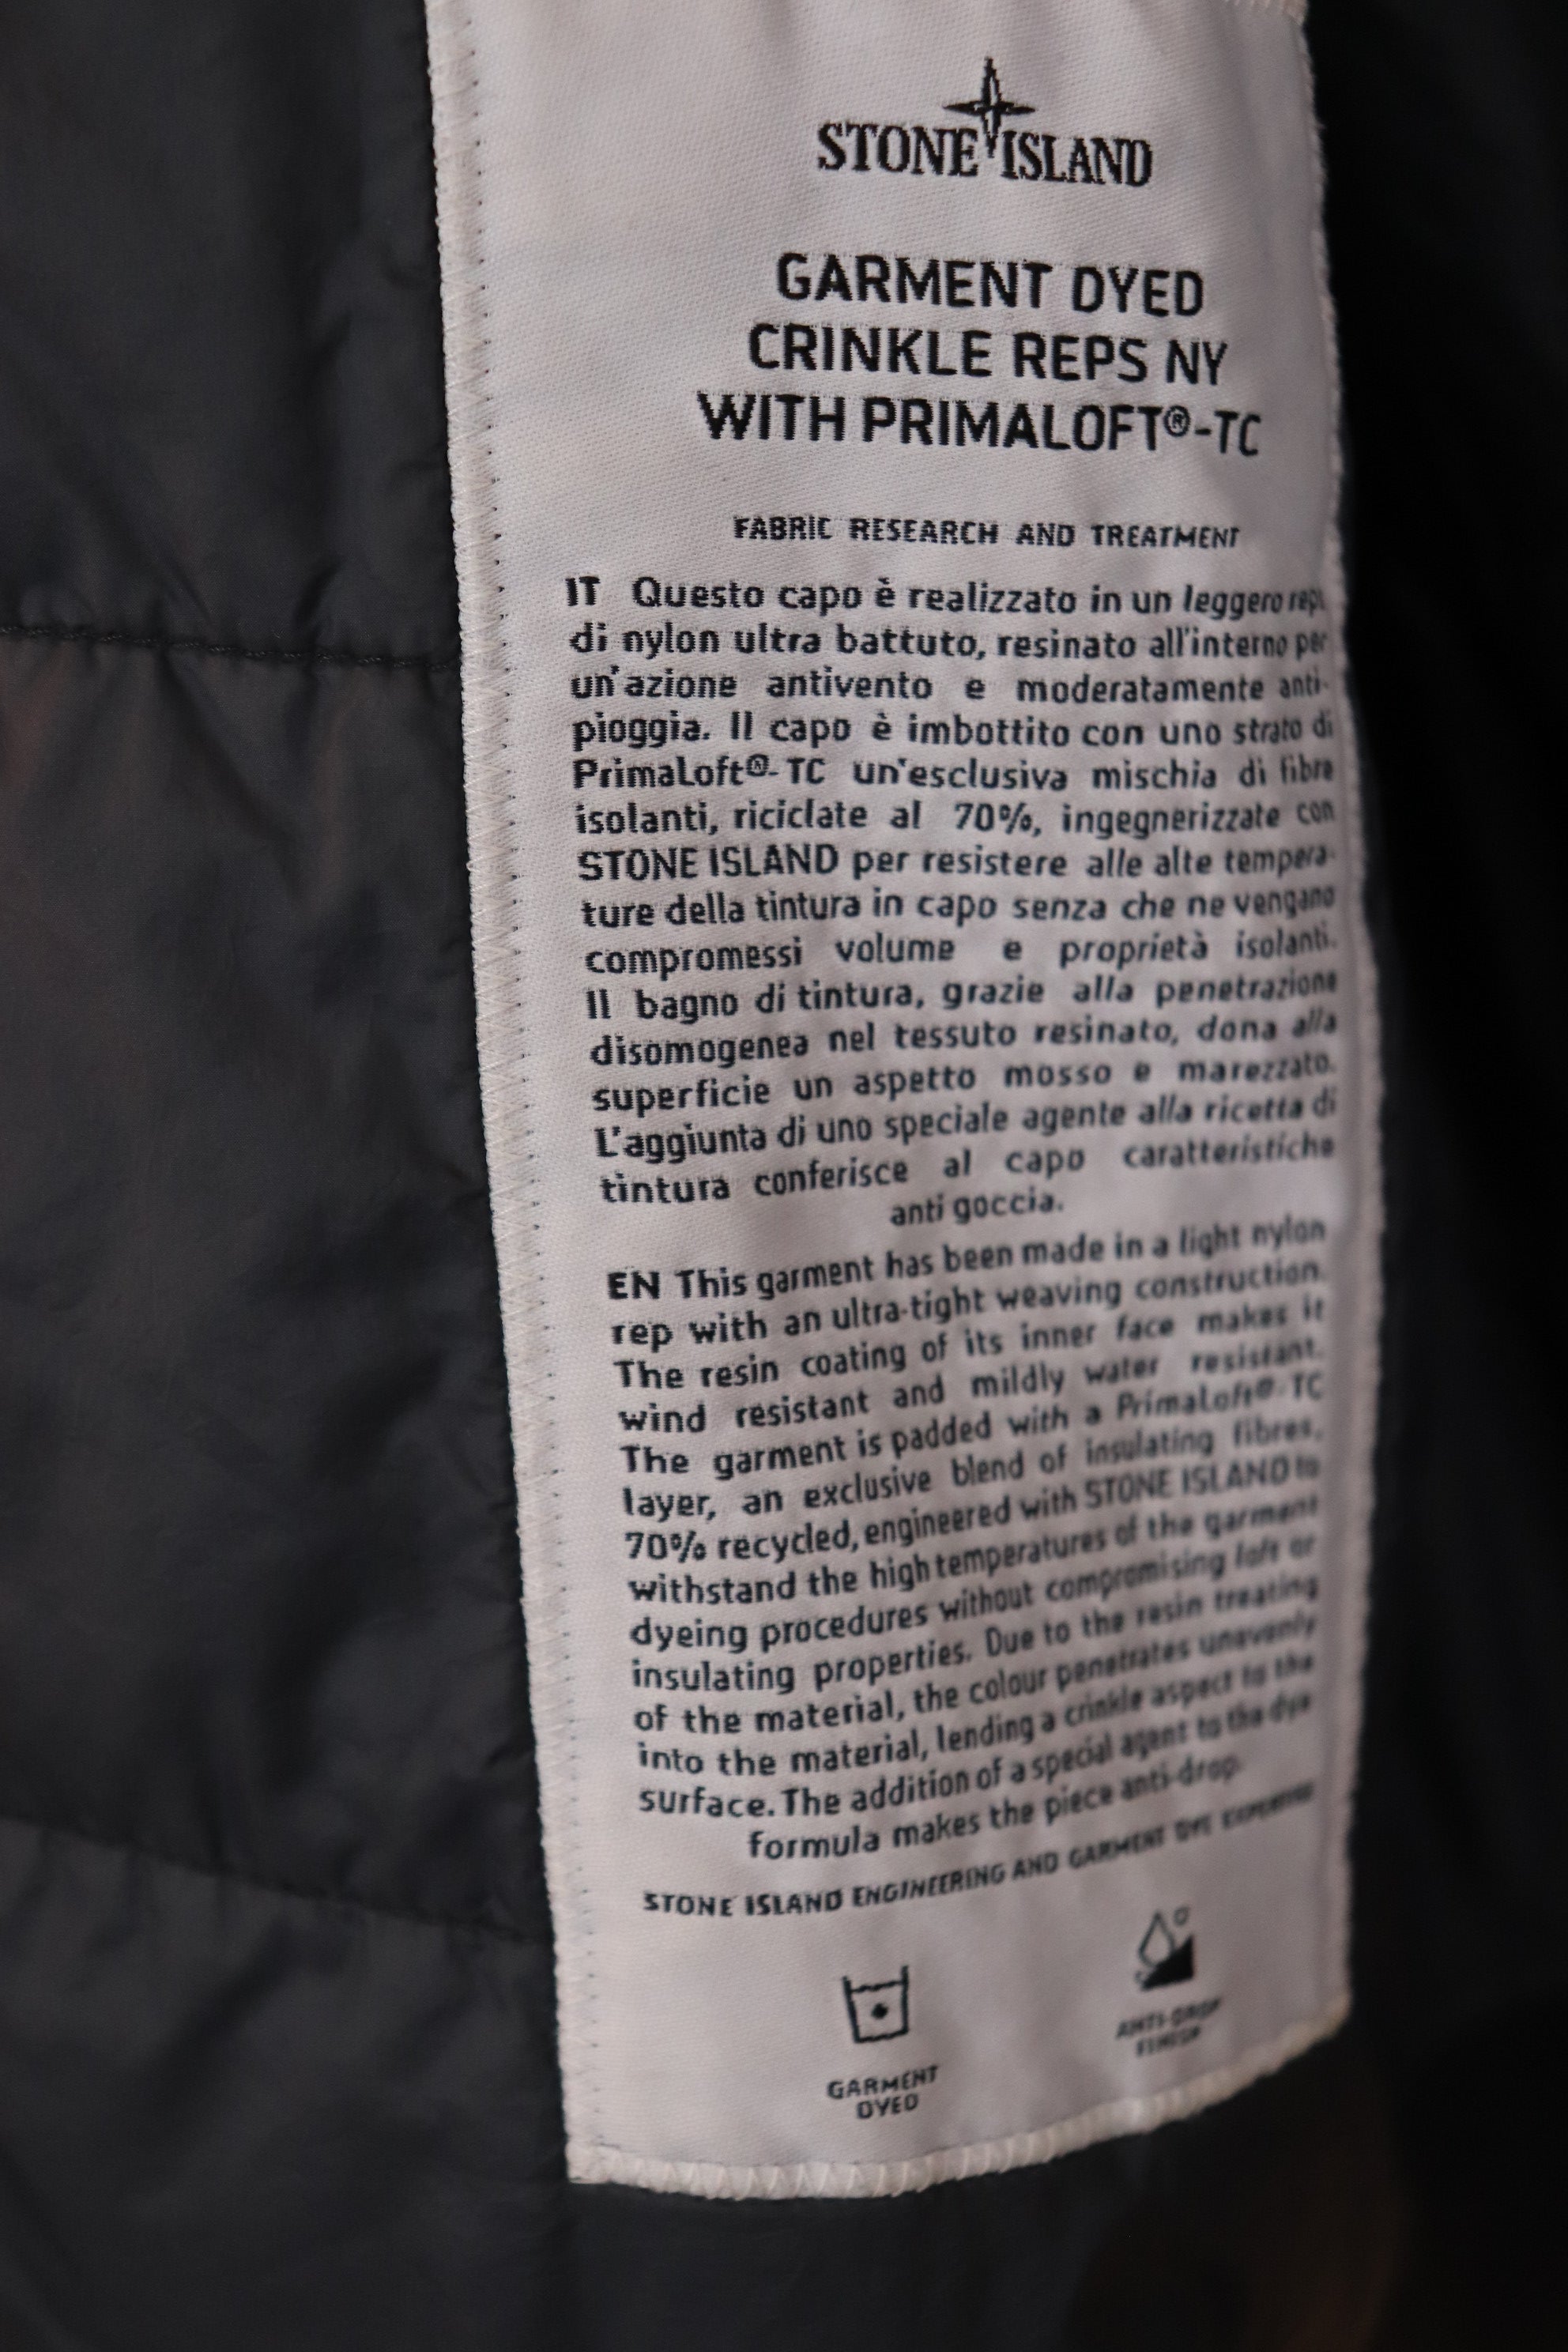 STONE ISLAND
GARMENT DYED
CRINKLE REPS NY
WITH PRIMALOFT®-TC
FABRIC RESEARCH AND TREATMENT
IT Questo capo è realizzato in un leggero reps
di nylon ultra battuto, resinato all'interno per
un'azione antivento e moderatamente anti-
pioggia. Il capo è imbottito con uno strato di
PrimaLoft®-TC un'esclusiva mischia di fibre
isolanti, riciclate al 70%, ingegnerizzate con
STONE ISLAND per resistere alle alte tempera-
ture della tintura in capo senza che ne vengano
compromessi volume e proprietà isolanti.
Il bagno di tintura, grazie alla penetrazione
disomogenea nel tessuto resinato, dona alla
superficie un aspetto mosso e marezzato.
L'aggiunta di uno speciale agente alla ricetta di
tintura conferisce al capo caratteristiche
anti goccia.
EN This garment has been made in a light nylon
rep with an ultra-tight weaving construction.
The resin coating of its inner face makes it
wind resistant and mildly water resistant.
The garment is padded with a PrimaLoft®-TC
layer, an exclusive blend of insulating fibres,
70% recycled, engineered with STONE ISLAND to
withstand the high temperatures of the garment
dyeing procedures without compromising loft or
insulating properties. Due to the resin treating
of the material, the colour penetrates unevenly
into the material, lending a crinkle aspect to the
surface. The addition of a special agent to the dye
formula makes the piece anti-drop.
STONE ISLAND ENGINEERING AND GARMENT DYE EXPERTISE
GARMENT
DYED
ANTI-DROP
FINISH